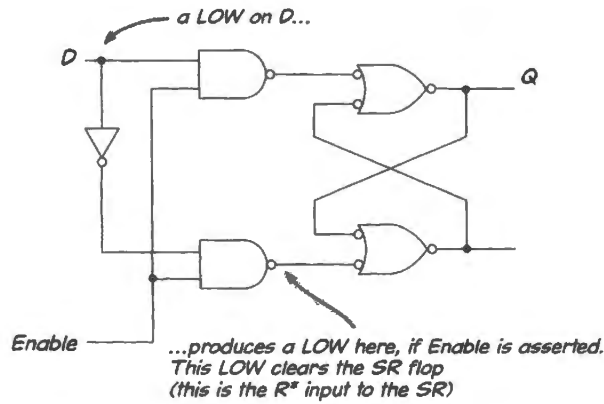 a LOW on D...
D
Q
Enable
...produces a LOW here, if Enable is asserted.
This LOW clears the SR flop
(this is the R* input to the SR)